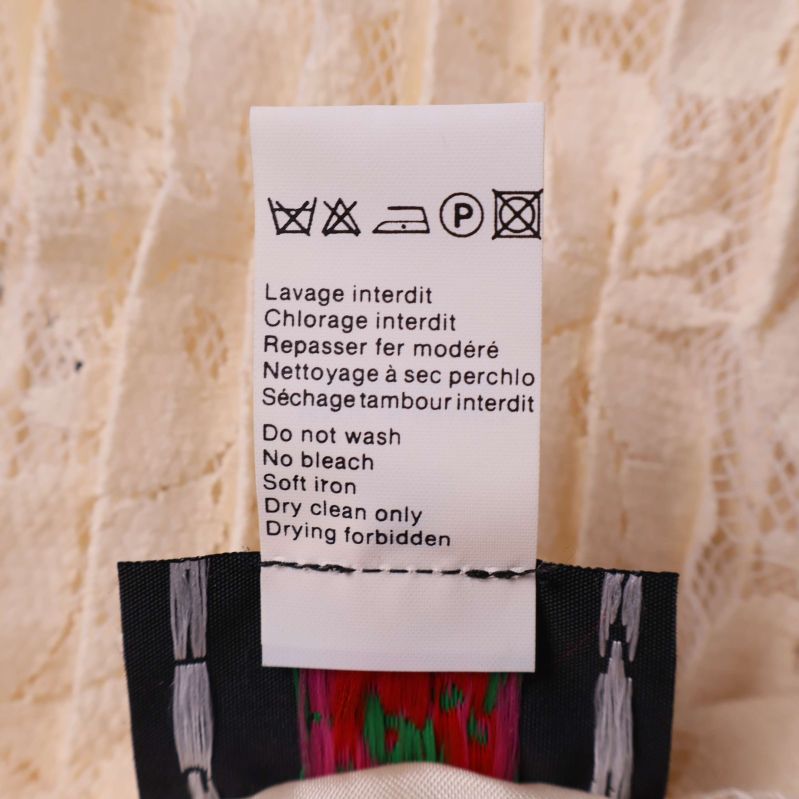 P
Lavage interdit
Chlorage interdit
Repasser fer modéré
Nettoyage à sec perchlo
Séchage tambour interdit
Do not wash
No bleach
Soft iron
Dry clean only
Drying forbidden